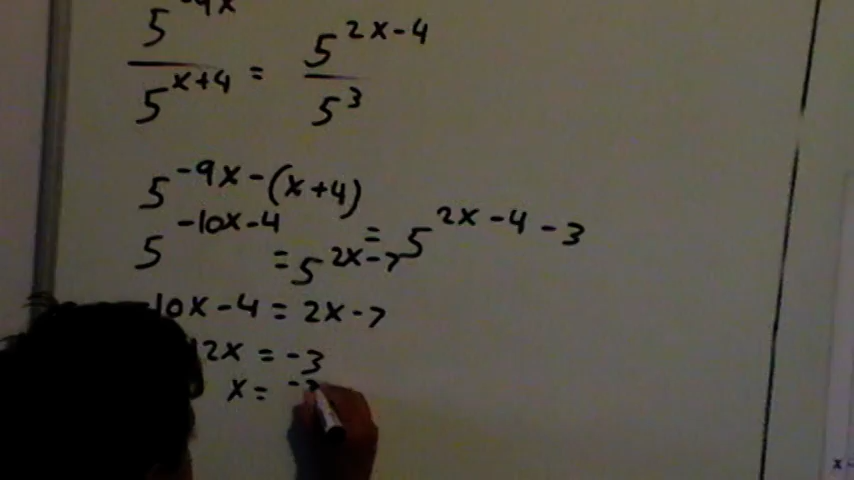 5^-9x / 5^x+4 = 5^2x-4 / 5^3
5^-9x-(x+4) = 5^2x-4-3
5^-10x-4 = 5^2x-7
-10x-4 = 2x-7
12x = -3
x =